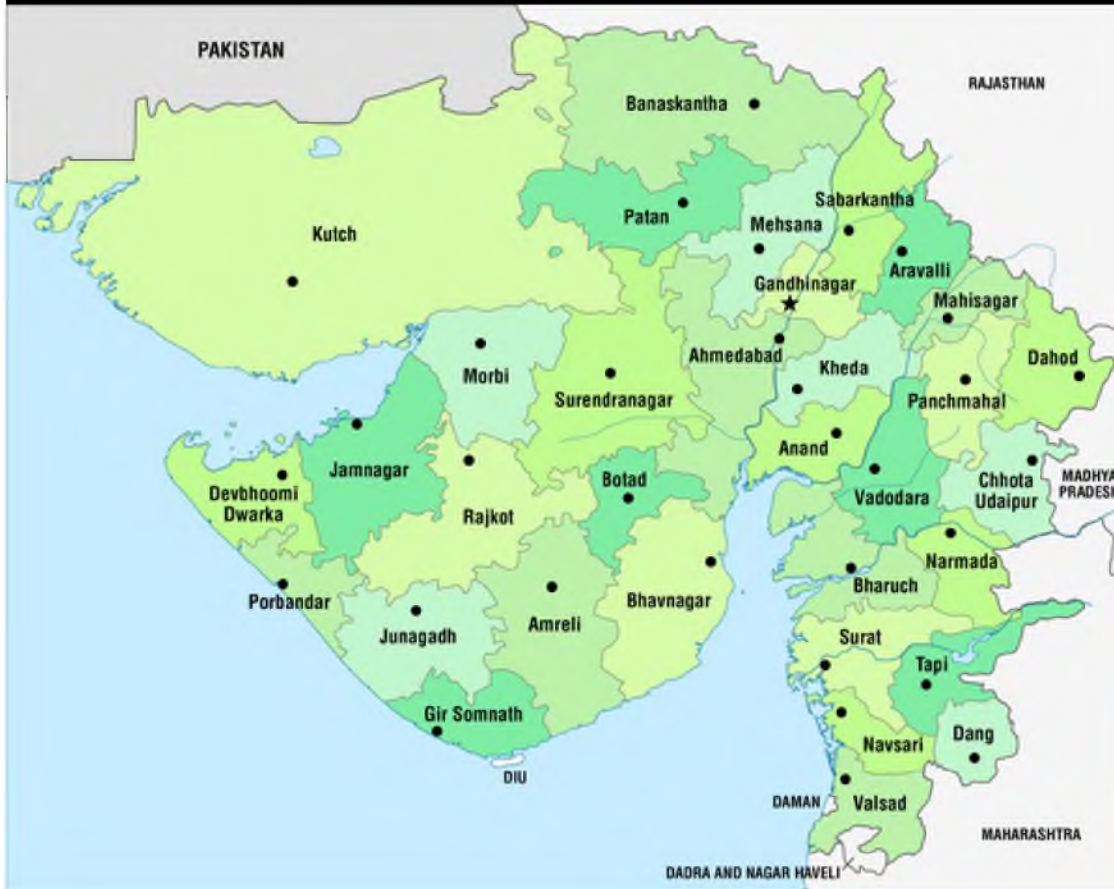 PAKISTAN
RAJASTHAN
Banaskantha
Patan
Sabarkantha
Mehsana
Kutch
Aravalli
Gandhinagar
Mahisagar
Ahmedabad
Dahod
Kheda
Morbi
Surendranagar
Panchmahal
Anand
Jamnagar
Botad
Chhota
Udaipur
MADHYA
PRADESH
Devbhoomi
Dwarka
Vadodara
Rajkot
Narmada
Bharuch
Porbandar
Bhavnagar
Amreli
Junagadh
Surat
Tapi
Gir Somnath
Dang
Navsari
DIU
DAMAN
Valsad
MAHARASHTRA
DADRA AND NAGAR HAVELI